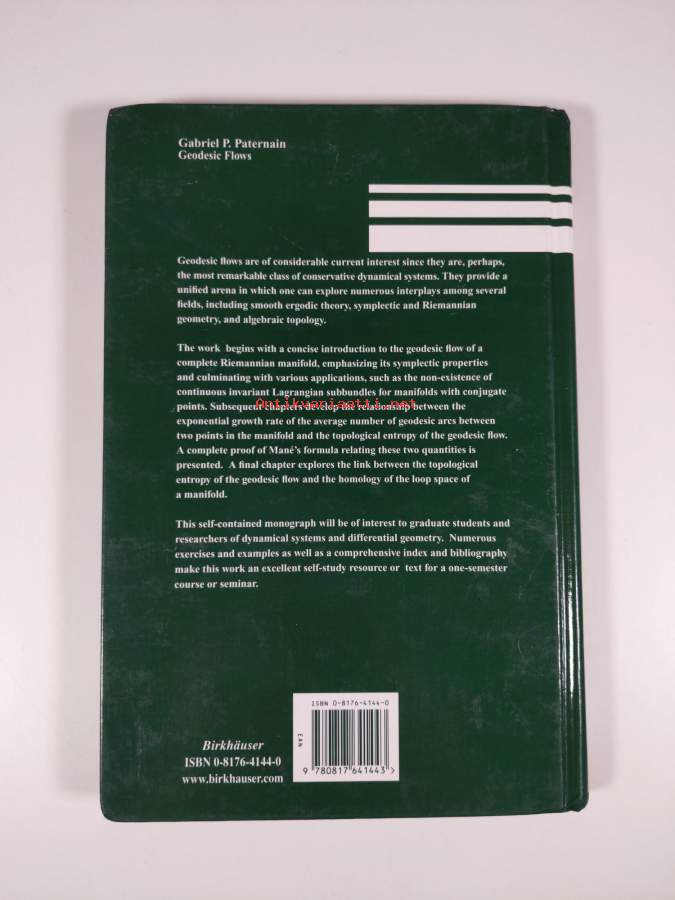 Gabriel P. Paternain
Geodesic Flows
Geodesic flows are of considerable current interest since they are, perhaps,
the most remarkable class of conservative dynamical systems. They provide a
unified arena in which one can explore numerous interplays among several
fields, including smooth ergodic theory, symplectic and Riemannian
geometry, and algebraic topology.
The work begins with a concise introduction to the geodesic flow of a
complete Riemannian manifold, emphasizing its symplectic properties
and culminating with various applications, such as the non-existence of
continuous invariant Lagrangian subbundles for manifolds with conjugate
Antikvariaatti.net
points. Subsequent chapters develop the relationship between the
exponential growth rate of the average number of geodesic arcs between
two points in the manifold and the topological entropy of the geodesic flow.
A complete proof of Mané's formula relating these two quantities is
presented. A final chapter explores the link between the topological
entropy of the geodesic flow and the homology of the loop space of
a manifold.
This self-contained monograph will be of interest to graduate students and
researchers of dynamical systems and differential geometry. Numerous
exercises and examples as well as a comprehensive index and bibliography
make this work an excellent self-study resource or text for a one-semester
course or seminar.
Birkhäuser
ISBN 0-8176-4144-0
www.birkhauser.com
ISBN 0-8176-4144-0
EAN
9 780817 641443>